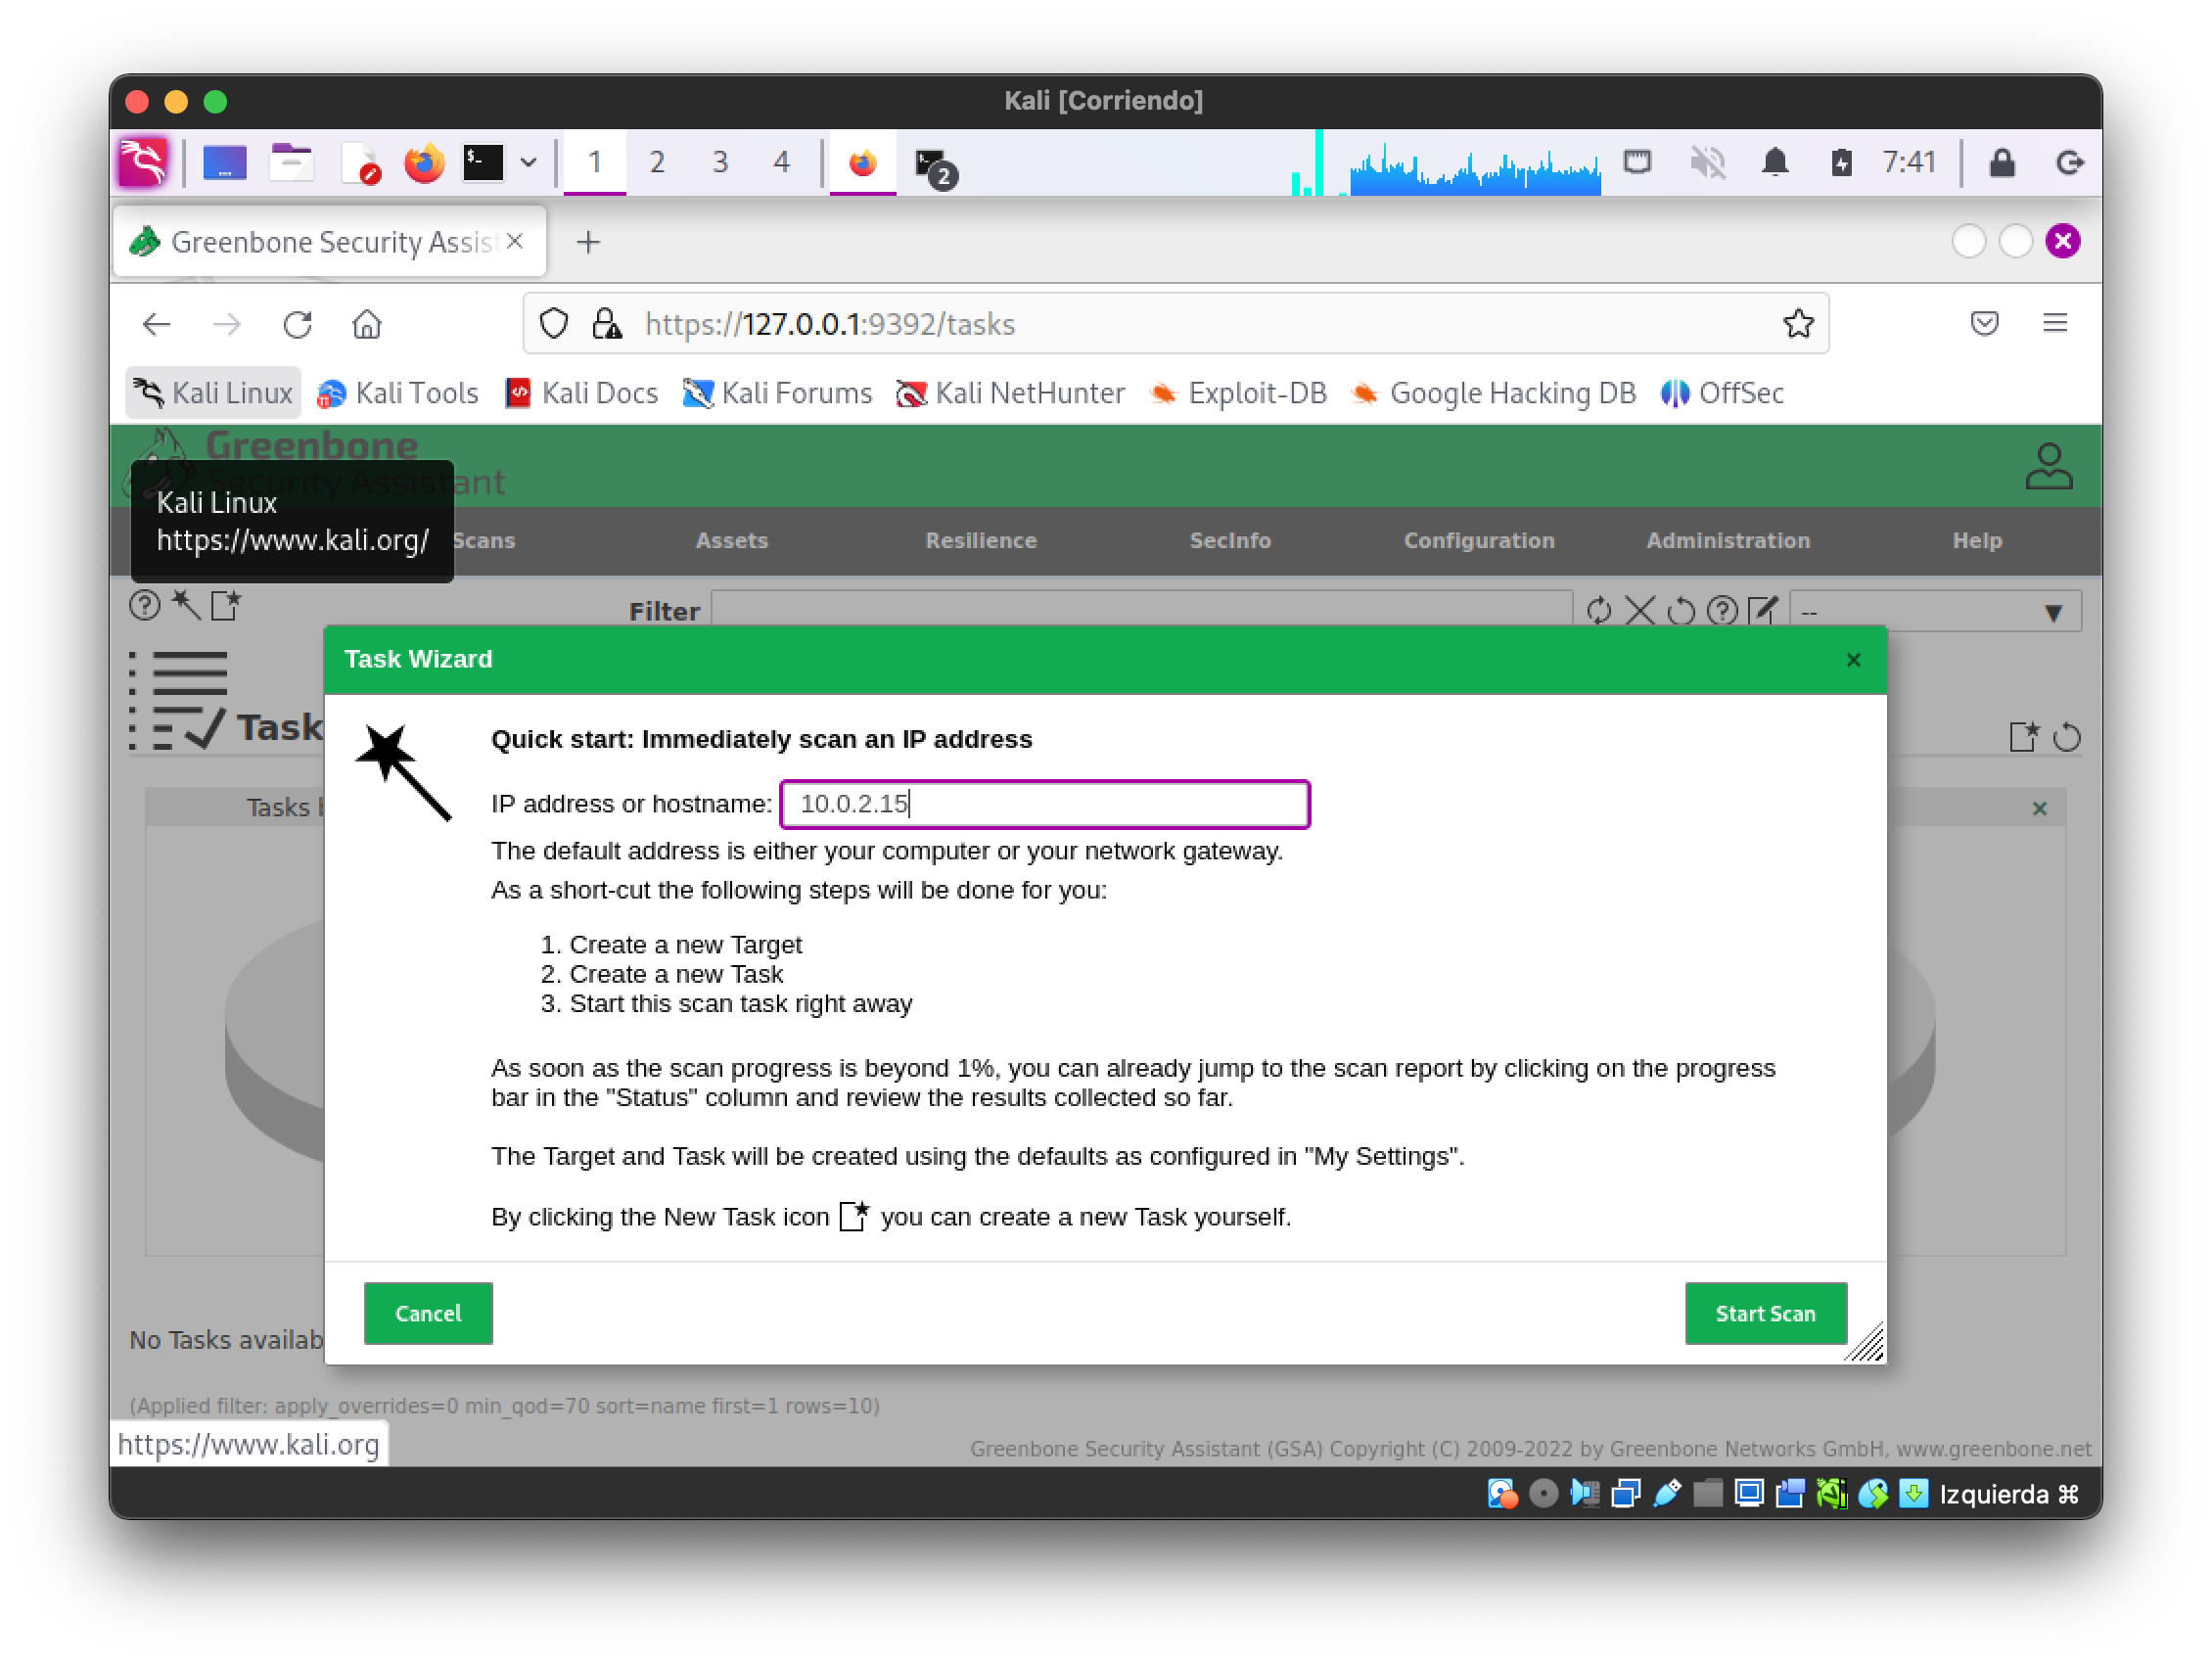 Kali [Corriendo]
1 2 3 4 2 7:41
Greenbone Security Assist
https://127.0.0.1:9392/tasks
Kali Linux Kali Tools Kali Docs Kali Forums Kali NetHunter Exploit-DB Google Hacking DB OffSec
Greenbone
Security Assistant
Kali Linux
https://www.kali.org/
Scans Assets Resilience SecInfo Configuration Administration Help
Filter --
Task Wizard
Task
Quick start: Immediately scan an IP address
Tasks b
IP address or hostname: 10.0.2.15
The default address is either your computer or your network gateway.
As a short-cut the following steps will be done for you:
1. Create a new Target
2. Create a new Task
3. Start this scan task right away
As soon as the scan progress is beyond 1%, you can already jump to the scan report by clicking on the progress
bar in the "Status" column and review the results collected so far.
The Target and Task will be created using the defaults as configured in "My Settings".
By clicking the New Task icon you can create a new Task yourself.
Cancel Start Scan
No Tasks availab
(Applied filter: apply_overrides=0 min_qod=70 sort=name first=1 rows=10)
https://www.kali.org
Greenbone Security Assistant (GSA) Copyright (C) 2009-2022 by Greenbone Networks GmbH, www.greenbone.net
Izquierda ⌘